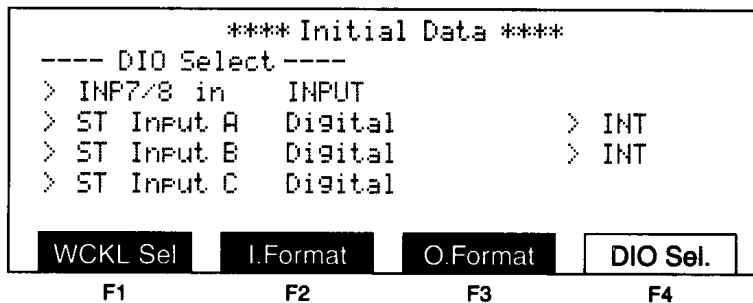 **** Initial Data ****
---- DIO Select ----
> INP7/8 in INPUT
> ST Input A Digital > INT
> ST Input B Digital > INT
> ST Input C Digital
WCKL Sel I.Format O.Format DIO Sel.
F1 F2 F3 F4